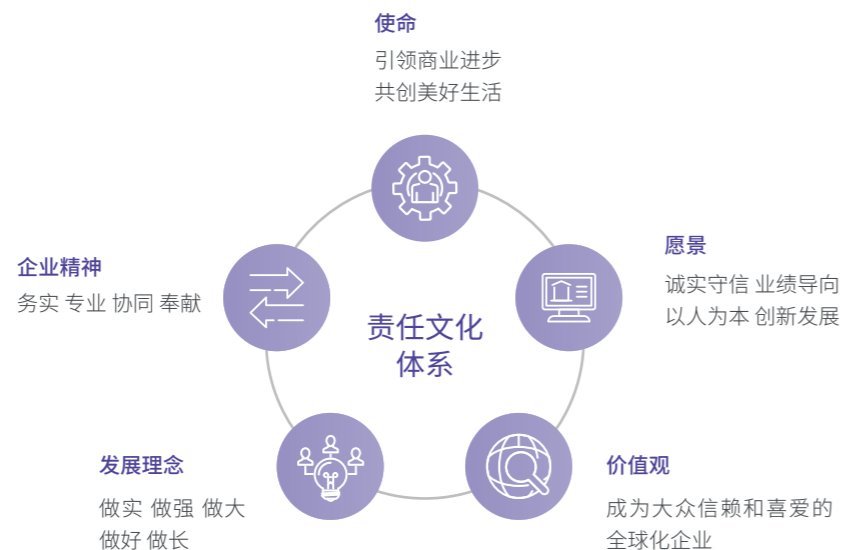 使命
引领商业进步
共创美好生活
愿景
诚实守信 业绩导向
以人为本 创新发展
企业精神
务实 专业 协同 奉献
责任文化
体系
发展理念
做实 做强 做大
做好 做长
价值观
成为大众信赖和喜爱的
全球化企业